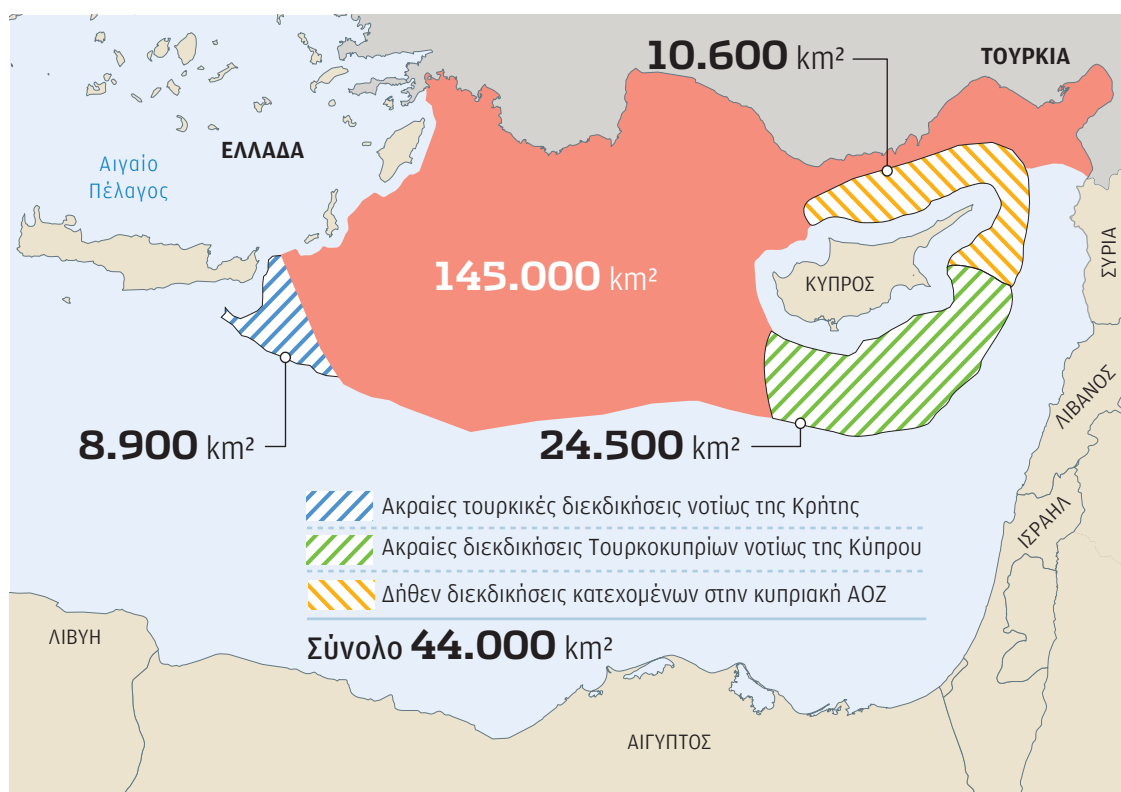 10.600 km²
ΤΟΥΡΚΙΑ
ΕΛΛΑΔΑ
Αιγαίο
Πέλαγος
145.000 km²
ΚΥΠΡΟΣ
ΣΥΡΙΑ
8.900 km²
24.500 km²
ΛΙΒΑΝΟΣ
ΙΣΡΑΗΛ
Ακραίες τουρκικές διεκδικήσεις νοτίως της Κρήτης
Ακραίες διεκδικήσεις Τουρκοκυπρίων νοτίως της Κύπρου
Δήθεν διεκδικήσεις κατεχομένων στην κυπριακή ΑΟΖ
Σύνολο 44.000 km²
ΛΙΒΥΗ
ΑΙΓΥΠΤΟΣ